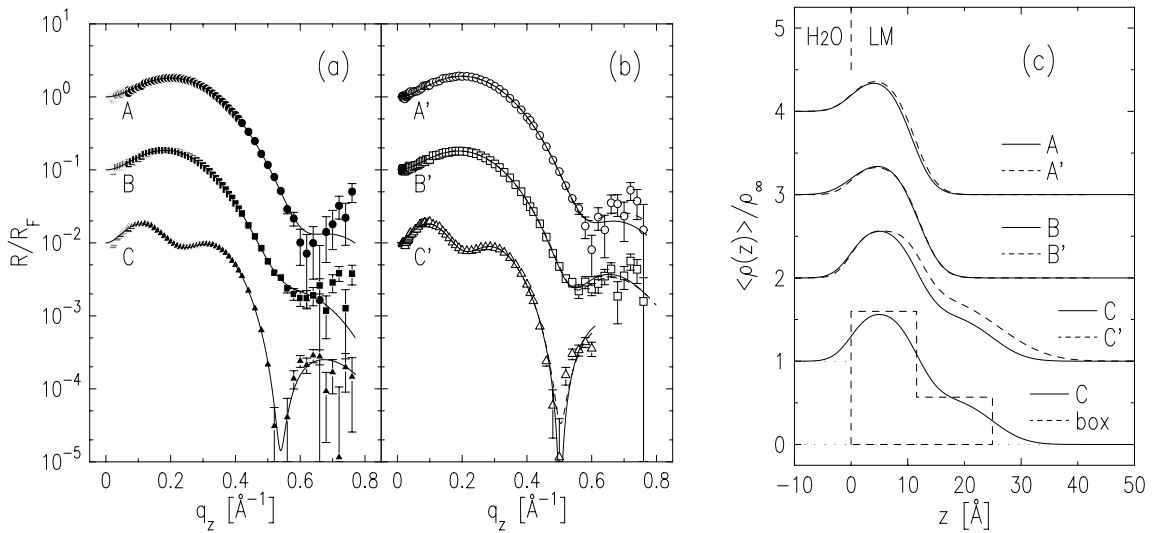 (a)
(b)
(c)
10^1
10^0
10^-1
10^-2
10^-3
10^-4
10^-5
R/R_F
A
B
C
A'
B'
C'
0 0.2 0.4 0.6 0.8
0 0.2 0.4 0.6 0.8
q_z [Å^-1]
q_z [Å^-1]
<ρ(z)>/ρ_∞
5
4
3
2
1
0
H2O LM
A
A'
B
B'
C
C'
C
box
-10 0 10 20 30 40 50
z [Å]